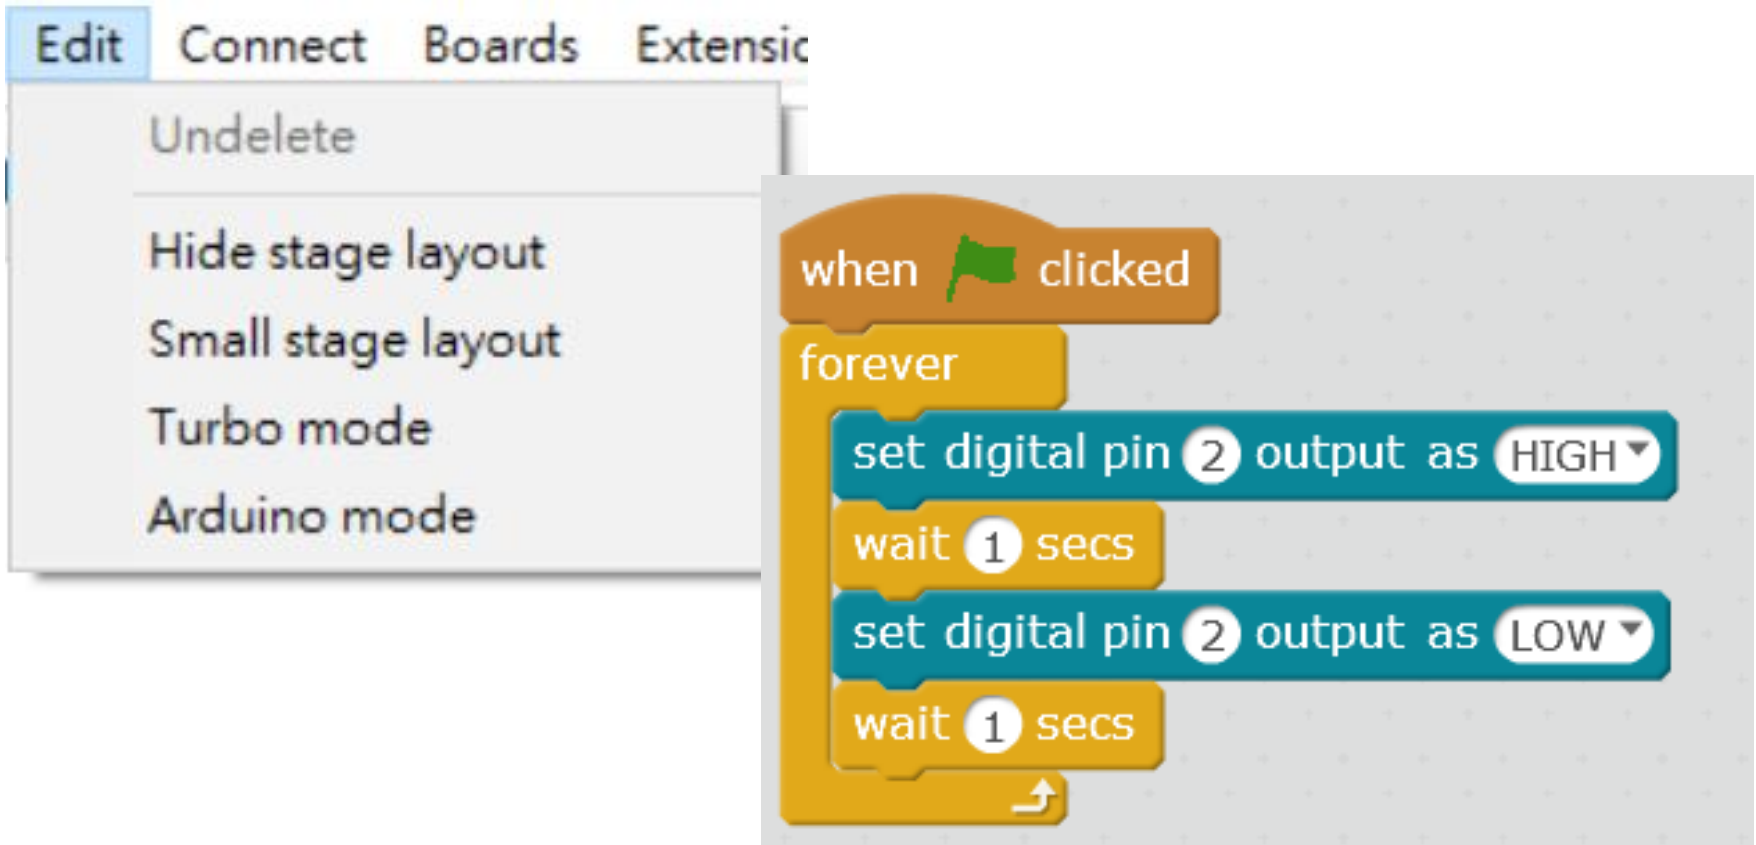 Edit Connect Boards
Undelete
Hide stage layout
Small stage layout
Turbo mode
Arduino mode
when clicked
forever
set digital pin 2 output as HIGH
wait 1 secs
set digital pin 2 output as LOW
wait 1 secs